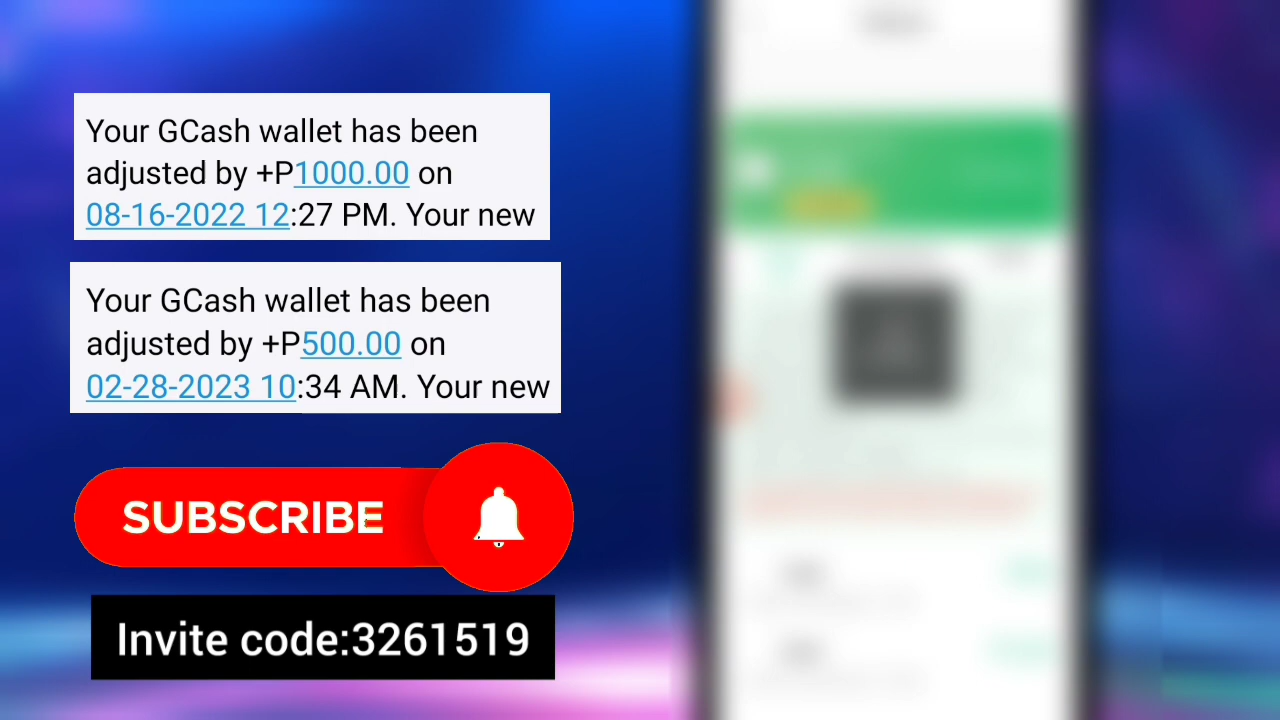 Your GCash wallet has been
adjusted by +P1000.00 on
08-16-2022 12:27 PM. Your new
Your GCash wallet has been
adjusted by +P500.00 on
02-28-2023 10:34 AM. Your new
SUBSCRIBE
Invite code:3261519